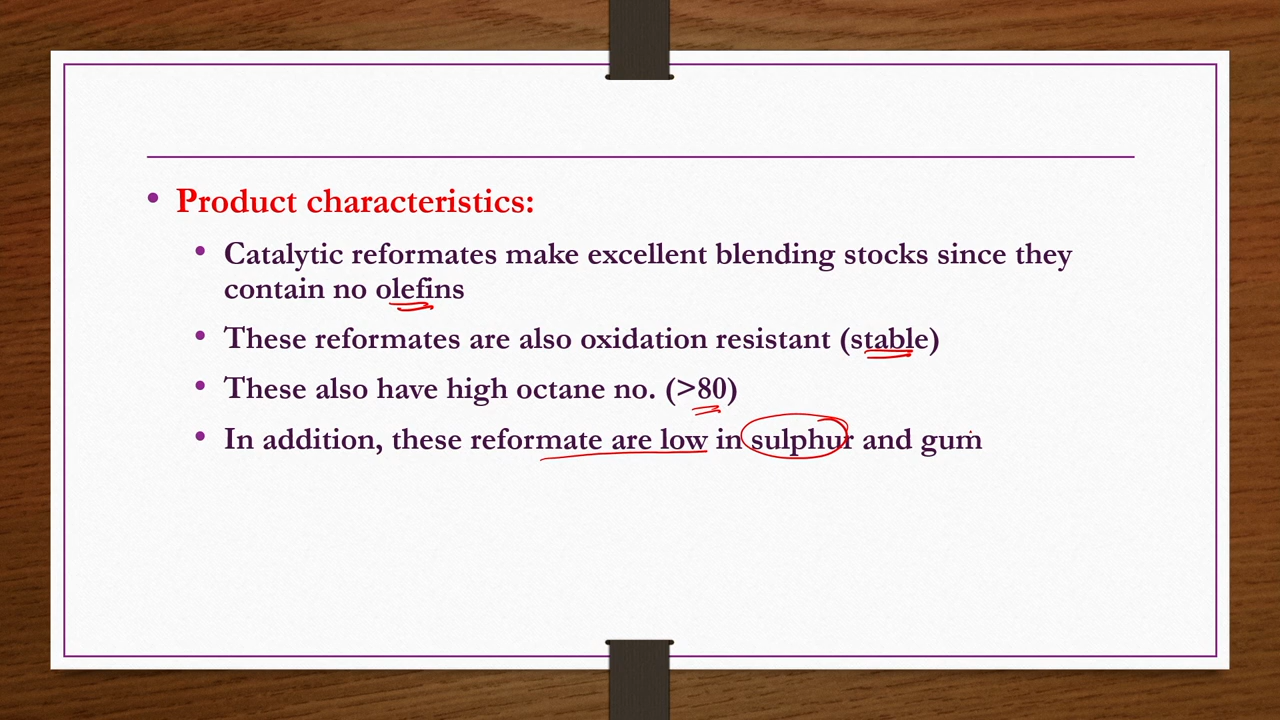 • Product characteristics:
• Catalytic reformates make excellent blending stocks since they
contain no olefins
• These reformates are also oxidation resistant (stable)
• These also have high octane no. (>80)
• In addition, these reformate are low in sulphur and gum